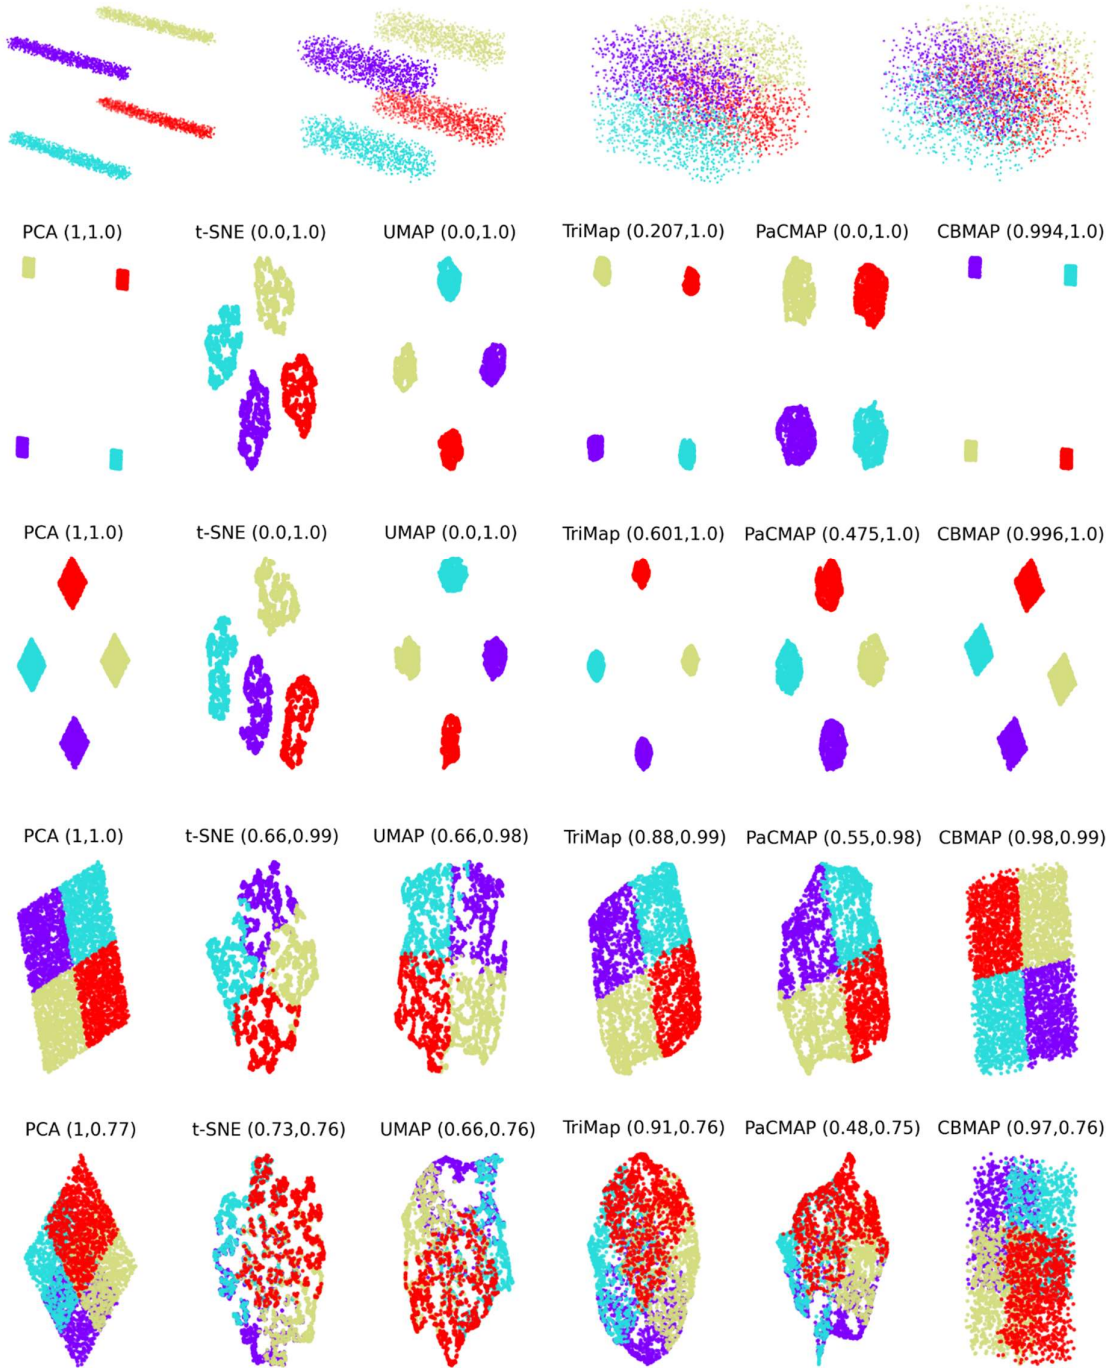 PCA (1,1.0) t-SNE (0.0,1.0) UMAP (0.0,1.0) TriMap (0.207,1.0) PaCMAP (0.0,1.0) CBMAP (0.994,1.0)
PCA (1,1.0) t-SNE (0.0,1.0) UMAP (0.0,1.0) TriMap (0.601,1.0) PaCMAP (0.475,1.0) CBMAP (0.996,1.0)
PCA (1,1.0) t-SNE (0.66,0.99) UMAP (0.66,0.98) TriMap (0.88,0.99) PaCMAP (0.55,0.98) CBMAP (0.98,0.99)
PCA (1,0.77) t-SNE (0.73,0.76) UMAP (0.66,0.76) TriMap (0.91,0.76) PaCMAP (0.48,0.75) CBMAP (0.97,0.76)